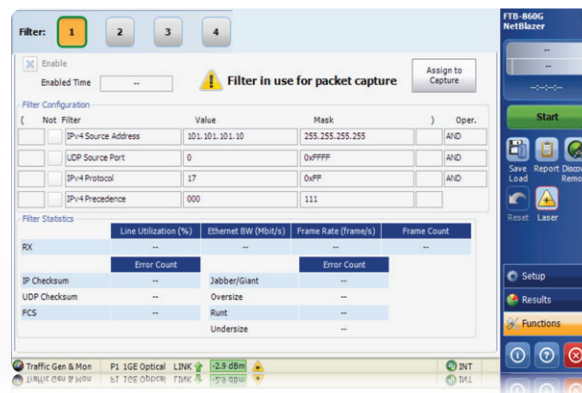 Filter: 1 2 3 4
Enable
Enabled Time --
Filter in use for packet capture
Assign to Capture
Filter Configuration
( Not Filter Value Mask ) Oper.
IPv4 Source Address 101.101.101.10 255.255.255.255 AND
UDP Source Port 0 0xFFFF AND
IPv4 Protocol 17 0xFF AND
IPv4 Precedence 000 111
Filter Statistics
Line Utilization (%) Ethernet BW (Mbit/s) Frame Rate (frame/s) Frame Count
RX -- -- -- --
Error Count Error Count
IP Checksum -- Jabber/Giant --
UDP Checksum -- Oversize --
FCS -- Runt --
Undersize --
Traffic Gen & Mon P1 1GE Optical LINK -2.9 dBm INT
FTB-860G
NetBlazer
--
--
--:--:--
Start
Save Load
Report
Reset
Laser
Setup
Results
Functions